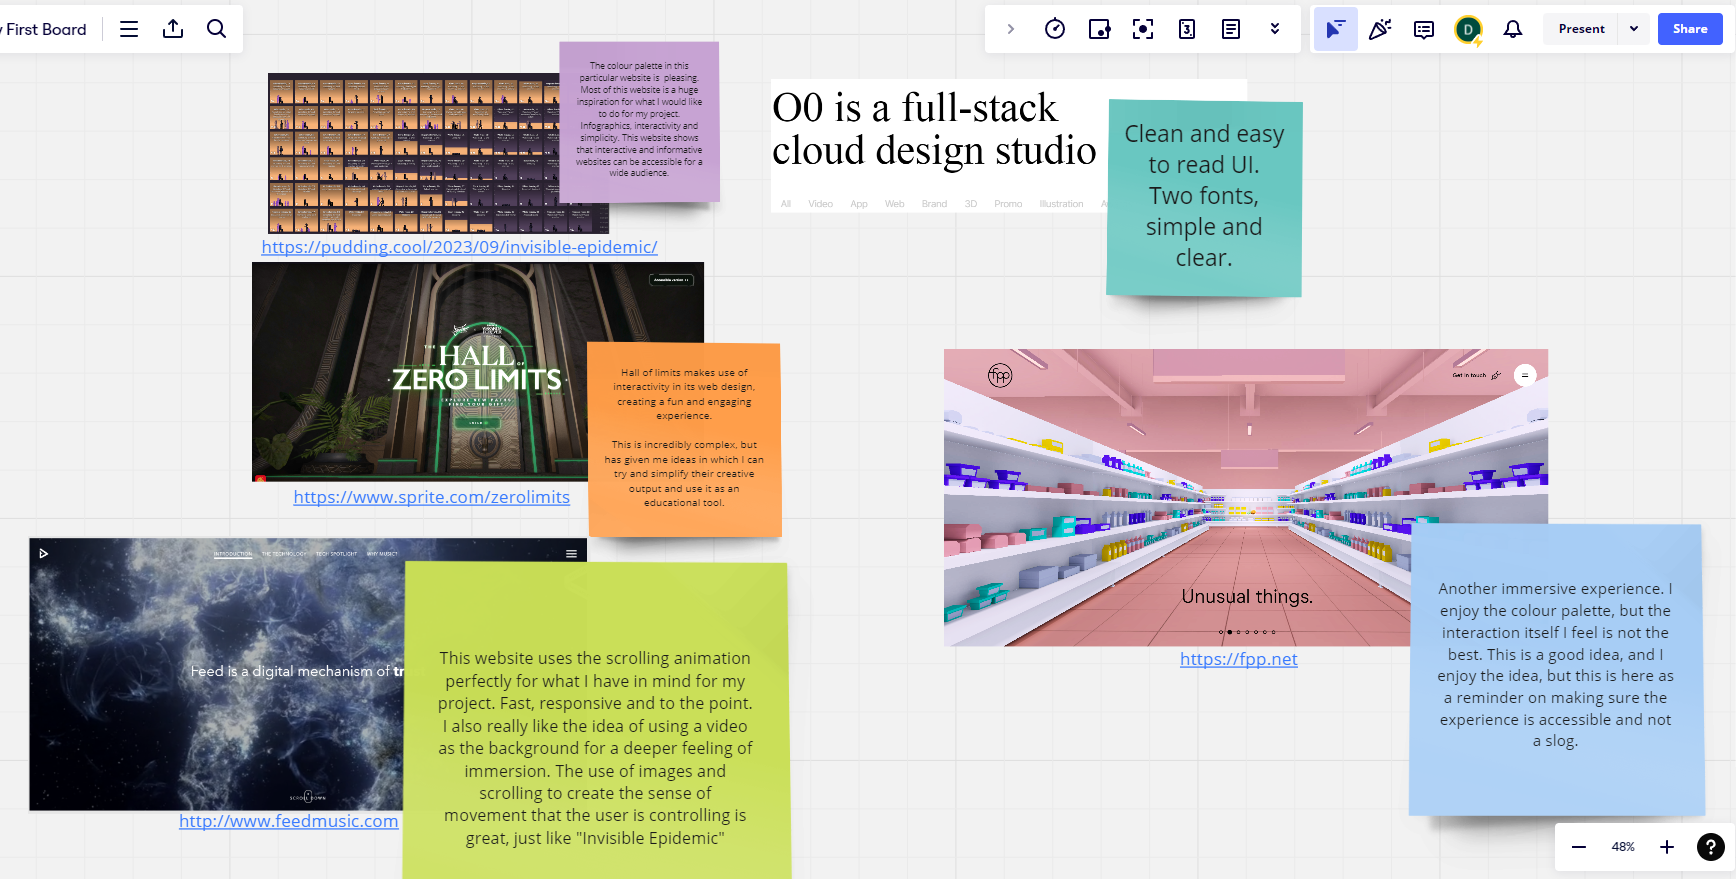 y First Board
Present
Share
The colour palette in this
particular website is pleasing.
Most of this website is a huge
inspiration for what I would like
to do for my project.
Infographics, interactivity and
simplicity. This website shows
that interactive and informative
websites can be accessible for a
wide audience.
https://pudding.cool/2023/09/invisible-epidemic/
O0 is a full-stack
cloud design studio
All Video App Web Brand 3D Promo Illustration
Clean and easy
to read UI.
Two fonts,
simple and
clear.
Accessible version
THE HALL OF
ZERO LIMITS
EXPLORE NEW PATHS
FIND YOUR GIFT
Hall of limits makes use of
interactivity in its web design,
creating a fun and engaging
experience.
This is incredibly complex, but
has given me ideas in which I can
try and simplify their creative
output and use it as an
educational tool.
https://www.sprite.com/zerolimits
fpp
Get in touch
Unusual things.
https://fpp.net
Another immersive experience. I
enjoy the colour palette, but the
interaction itself I feel is not the
best. This is a good idea, and I
enjoy the idea, but this is here as
a reminder on making sure the
experience is accessible and not
a slog.
INTRODUCTION THE TECHNOLOGY TECH SPOTLIGHT WHY MUSIC?
Feed is a digital mechanism of tr
SCROLL DOWN
http://www.feedmusic.com
This website uses the scrolling animation
perfectly for what I have in mind for my
project. Fast, responsive and to the point.
I also really like the idea of using a video
as the background for a deeper feeling of
immersion. The use of images and
scrolling to create the sense of
movement that the user is controlling is
great, just like "Invisible Epidemic"
48%